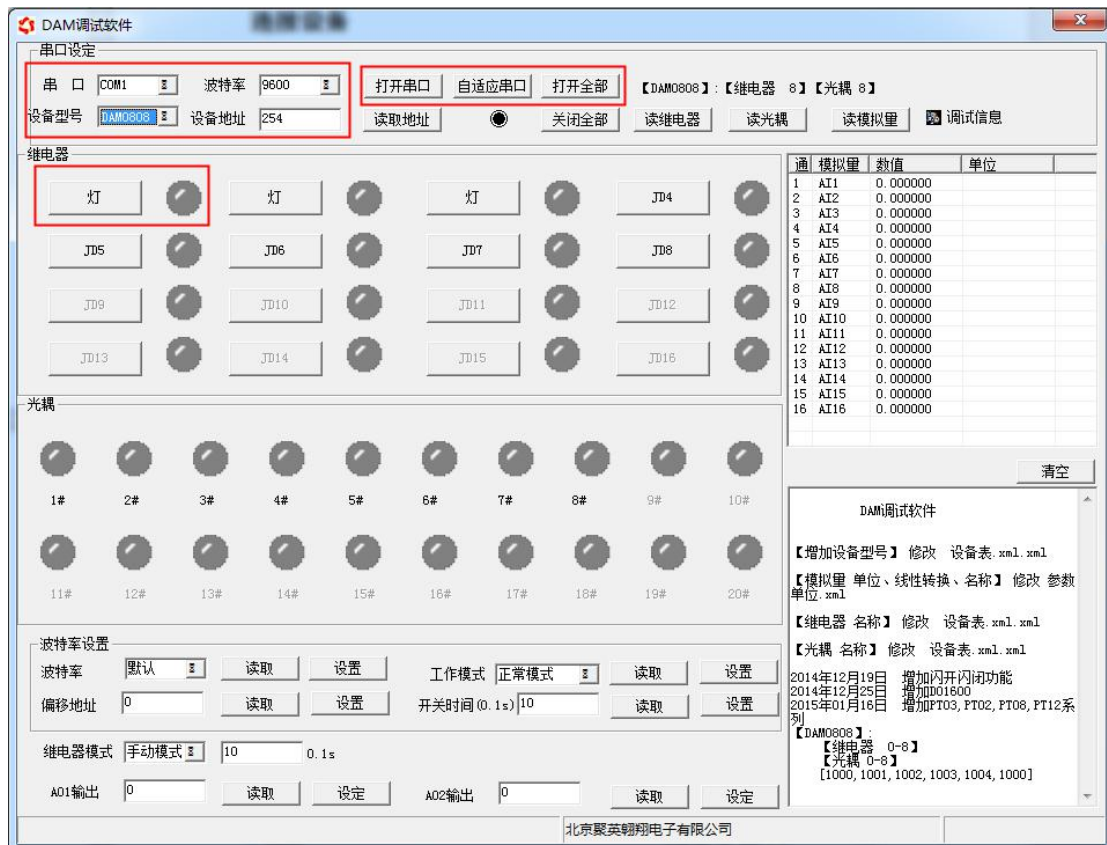 连接设备
DAM调试软件
串口设定
串 口 COM1 波特率 9600 打开串口 自适应串口 打开全部 【DAM0808】:【继电器 8】【光耦 8】
设备型号 DAM0808 设备地址 254 读取地址 关闭全部 读继电器 读光耦 读模拟量 调试信息
继电器
灯 灯 灯 JD4
JD5 JD6 JD7 JD8
JD9 JD10 JD11 JD12
JD13 JD14 JD15 JD16
通 模拟量 数值 单位
1 AI1 0.000000
2 AI2 0.000000
3 AI3 0.000000
4 AI4 0.000000
5 AI5 0.000000
6 AI6 0.000000
7 AI7 0.000000
8 AI8 0.000000
9 AI9 0.000000
10 AI10 0.000000
11 AI11 0.000000
12 AI12 0.000000
13 AI13 0.000000
14 AI14 0.000000
15 AI15 0.000000
16 AI16 0.000000
清空
光耦
1# 2# 3# 4# 5# 6# 7# 8# 9# 10#
11# 12# 13# 14# 15# 16# 17# 18# 19# 20#
DAM调试软件
【增加设备型号】 修改 设备表.xml.xml
【模拟量 单位、线性转换、名称】 修改 参数
单位.xml
【继电器 名称】 修改 设备表.xml.xml
【光耦 名称】 修改 设备表.xml.xml
2014年12月19日 增加闪开闪闭功能
2014年12月25日 增加DO1600
2015年01月16日 增加PT03,PT02,PT08,PT12系
列
【DAM0808】:
【继电器 0-8】
【光耦 0-8】
[1000,1001,1002,1003,1004,1000]
波特率设置
波特率 默认 读取 设置 工作模式 正常模式 读取 设置
偏移地址 0 读取 设置 开关时间(0.1s) 10 读取 设置
继电器模式 手动模式 10 0.1s
AO1输出 0 读取 设定 AO2输出 0 读取 设定
北京聚英翱翔电子有限公司